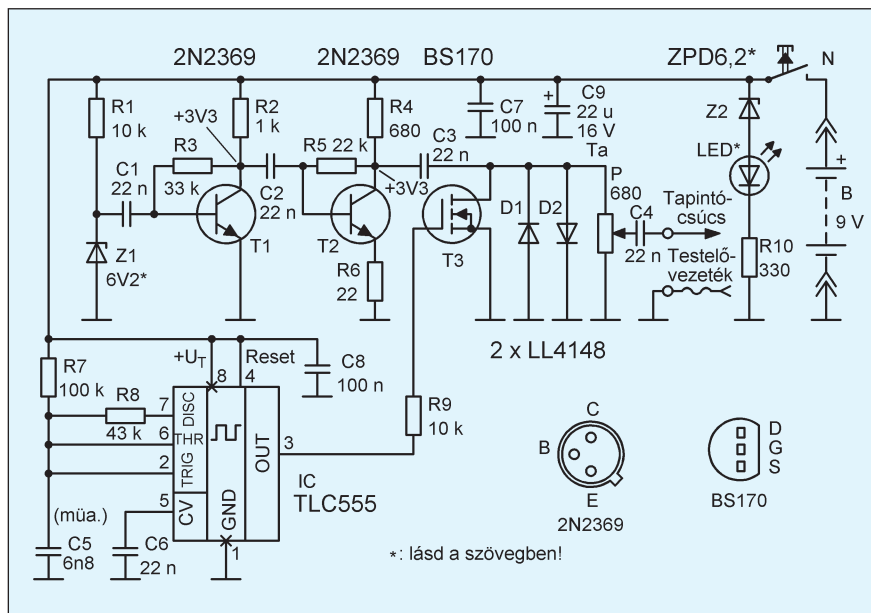 2N2369
2N2369
BS170
ZPD6,2*
N
R1
10 k
+3V3
R2
1 k
R3
33 k
C1
22 n
Z1
6V2*
T1
C2
22 n
R5 22 k
R4
680
+3V3
C3
22 n
T2
R6
22
C7
100 n
+
C9
22 u
16 V
Ta
T3
D1
D2
P
680
C4
22 n
Tapintó-
csúcs
Testelő-
vezeték
Z2
LED*
R10
330
+
B
9 V
2 x LL4148
R7
100 k
R8
43 k
+UT
8
Reset
4
C8
100 n
7
6
2
5
DISC
THR
TRIG
CV
GND
OUT
3
1
IC
TLC555
R9
10 k
(müa.)
C5
6n8
C6
22 n
C
B
E
2N2369
D
G
S
BS170
*: lásd a szövegben!